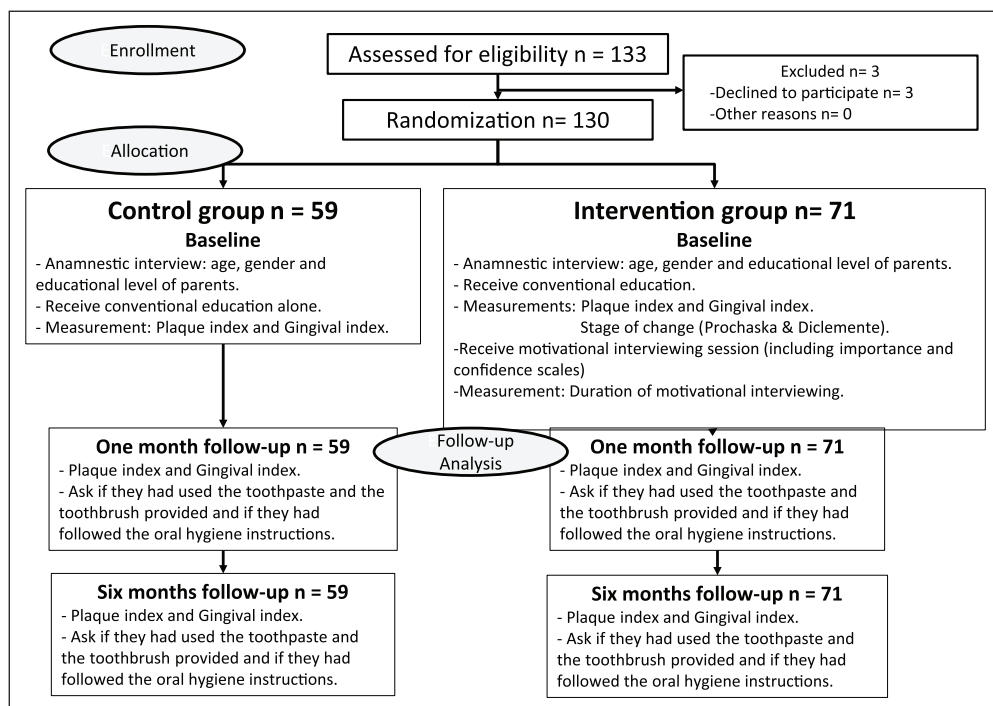 Enrollment
Assessed for eligibility n = 133
Excluded n= 3
-Declined to participate n= 3
-Other reasons n= 0
Randomization n= 130
Allocation
Control group n = 59
Baseline
- Anamnestic interview: age, gender and
educational level of parents.
- Receive conventional education alone.
- Measurement: Plaque index and Gingival index.
Intervention group n= 71
Baseline
- Anamnestic interview: age, gender and educational level of parents.
- Receive conventional education.
- Measurements: Plaque index and Gingival index.
Stage of change (Prochaska & Diclemente).
-Receive motivational interviewing session (including importance and
confidence scales)
-Measurement: Duration of motivational interviewing.
Follow-up
Analysis
One month follow-up n = 59
- Plaque index and Gingival index.
- Ask if they had used the toothpaste and the
toothbrush provided and if they had
followed the oral hygiene instructions.
One month follow-up n = 71
- Plaque index and Gingival index.
- Ask if they had used the toothpaste and
the toothbrush provided and if they had
followed the oral hygiene instructions.
Six months follow-up n = 59
- Plaque index and Gingival index.
- Ask if they had used the toothpaste and
the toothbrush provided and if they had
followed the oral hygiene instructions.
Six months follow-up n = 71
- Plaque index and Gingival index.
- Ask if they had used the toothpaste and
the toothbrush provided and if they had
followed the oral hygiene instructions.